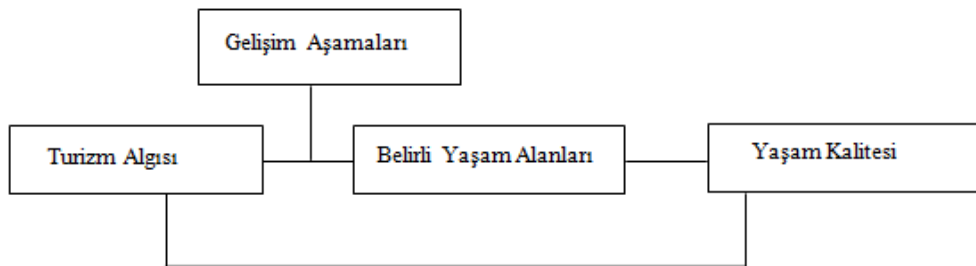 Gelişim Aşamaları
Turizm Algısı
Belirli Yaşam Alanları
Yaşam Kalitesi